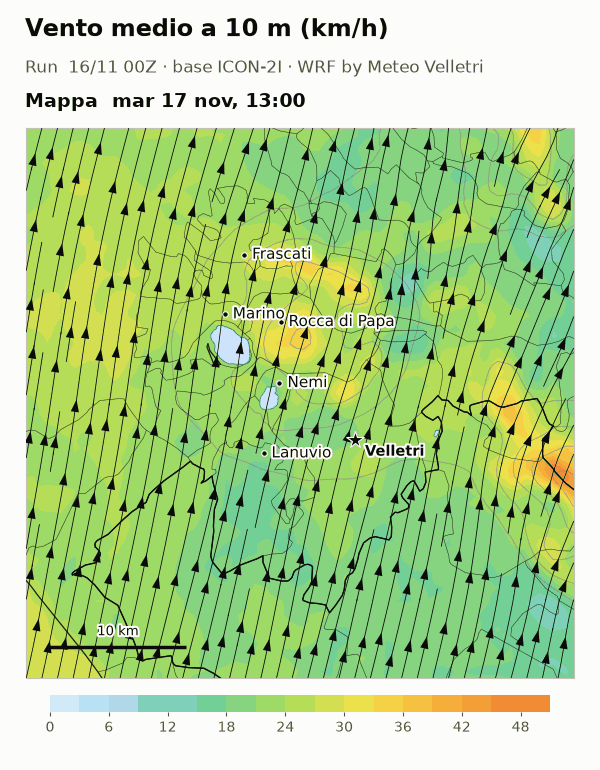 Vento medio a 10 m (km/h)
Run 16/11 00Z · base ICON-2I · WRF by Meteo Velletri
Mappa mar 17 nov, 13:00
Frascati
Marino
Rocca di Papa
Nemi
Velletri
Lanuvio
10 km
0 6 12 18 24 30 36 42 48